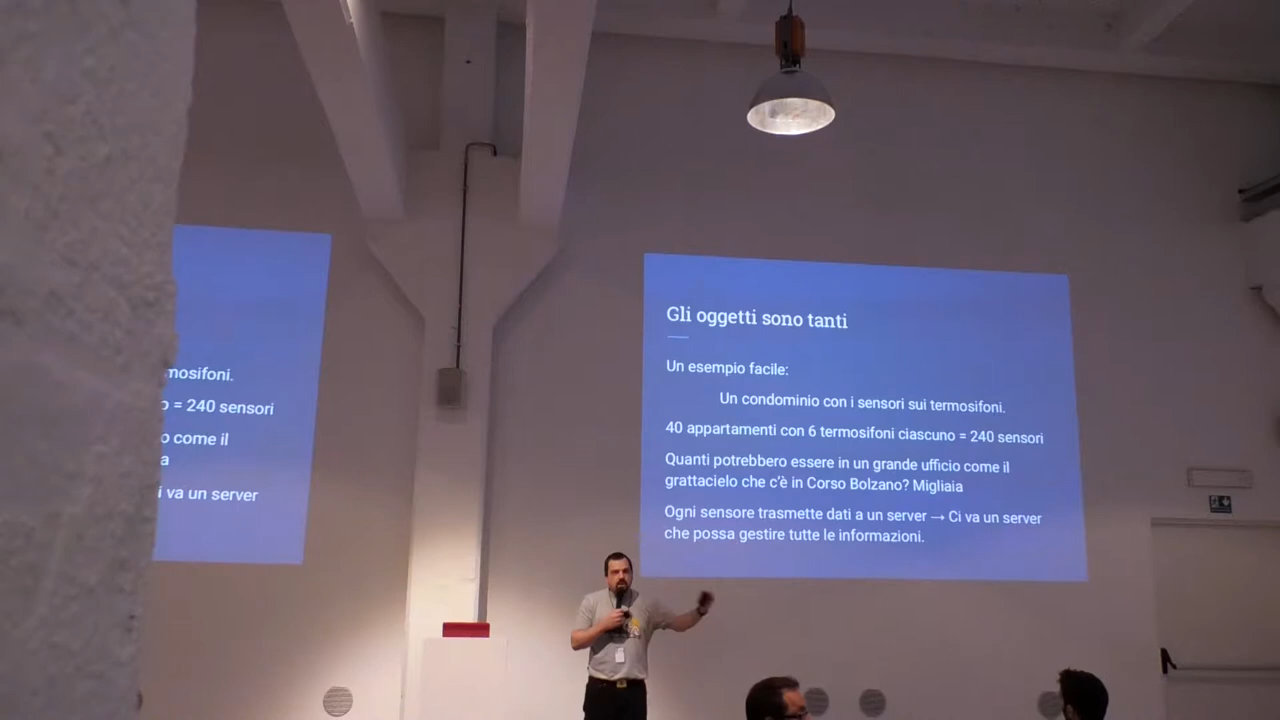 mosifoni.
o = 240 sensori
o come il
a
i va un server
Gli oggetti sono tanti
Un esempio facile:
Un condominio con i sensori sui termosifoni.
40 appartamenti con 6 termosifoni ciascuno = 240 sensori
Quanti potrebbero essere in un grande ufficio come il
grattacielo che c'è in Corso Bolzano? Migliaia
Ogni sensore trasmette dati a un server → Ci va un server
che possa gestire tutte le informazioni.